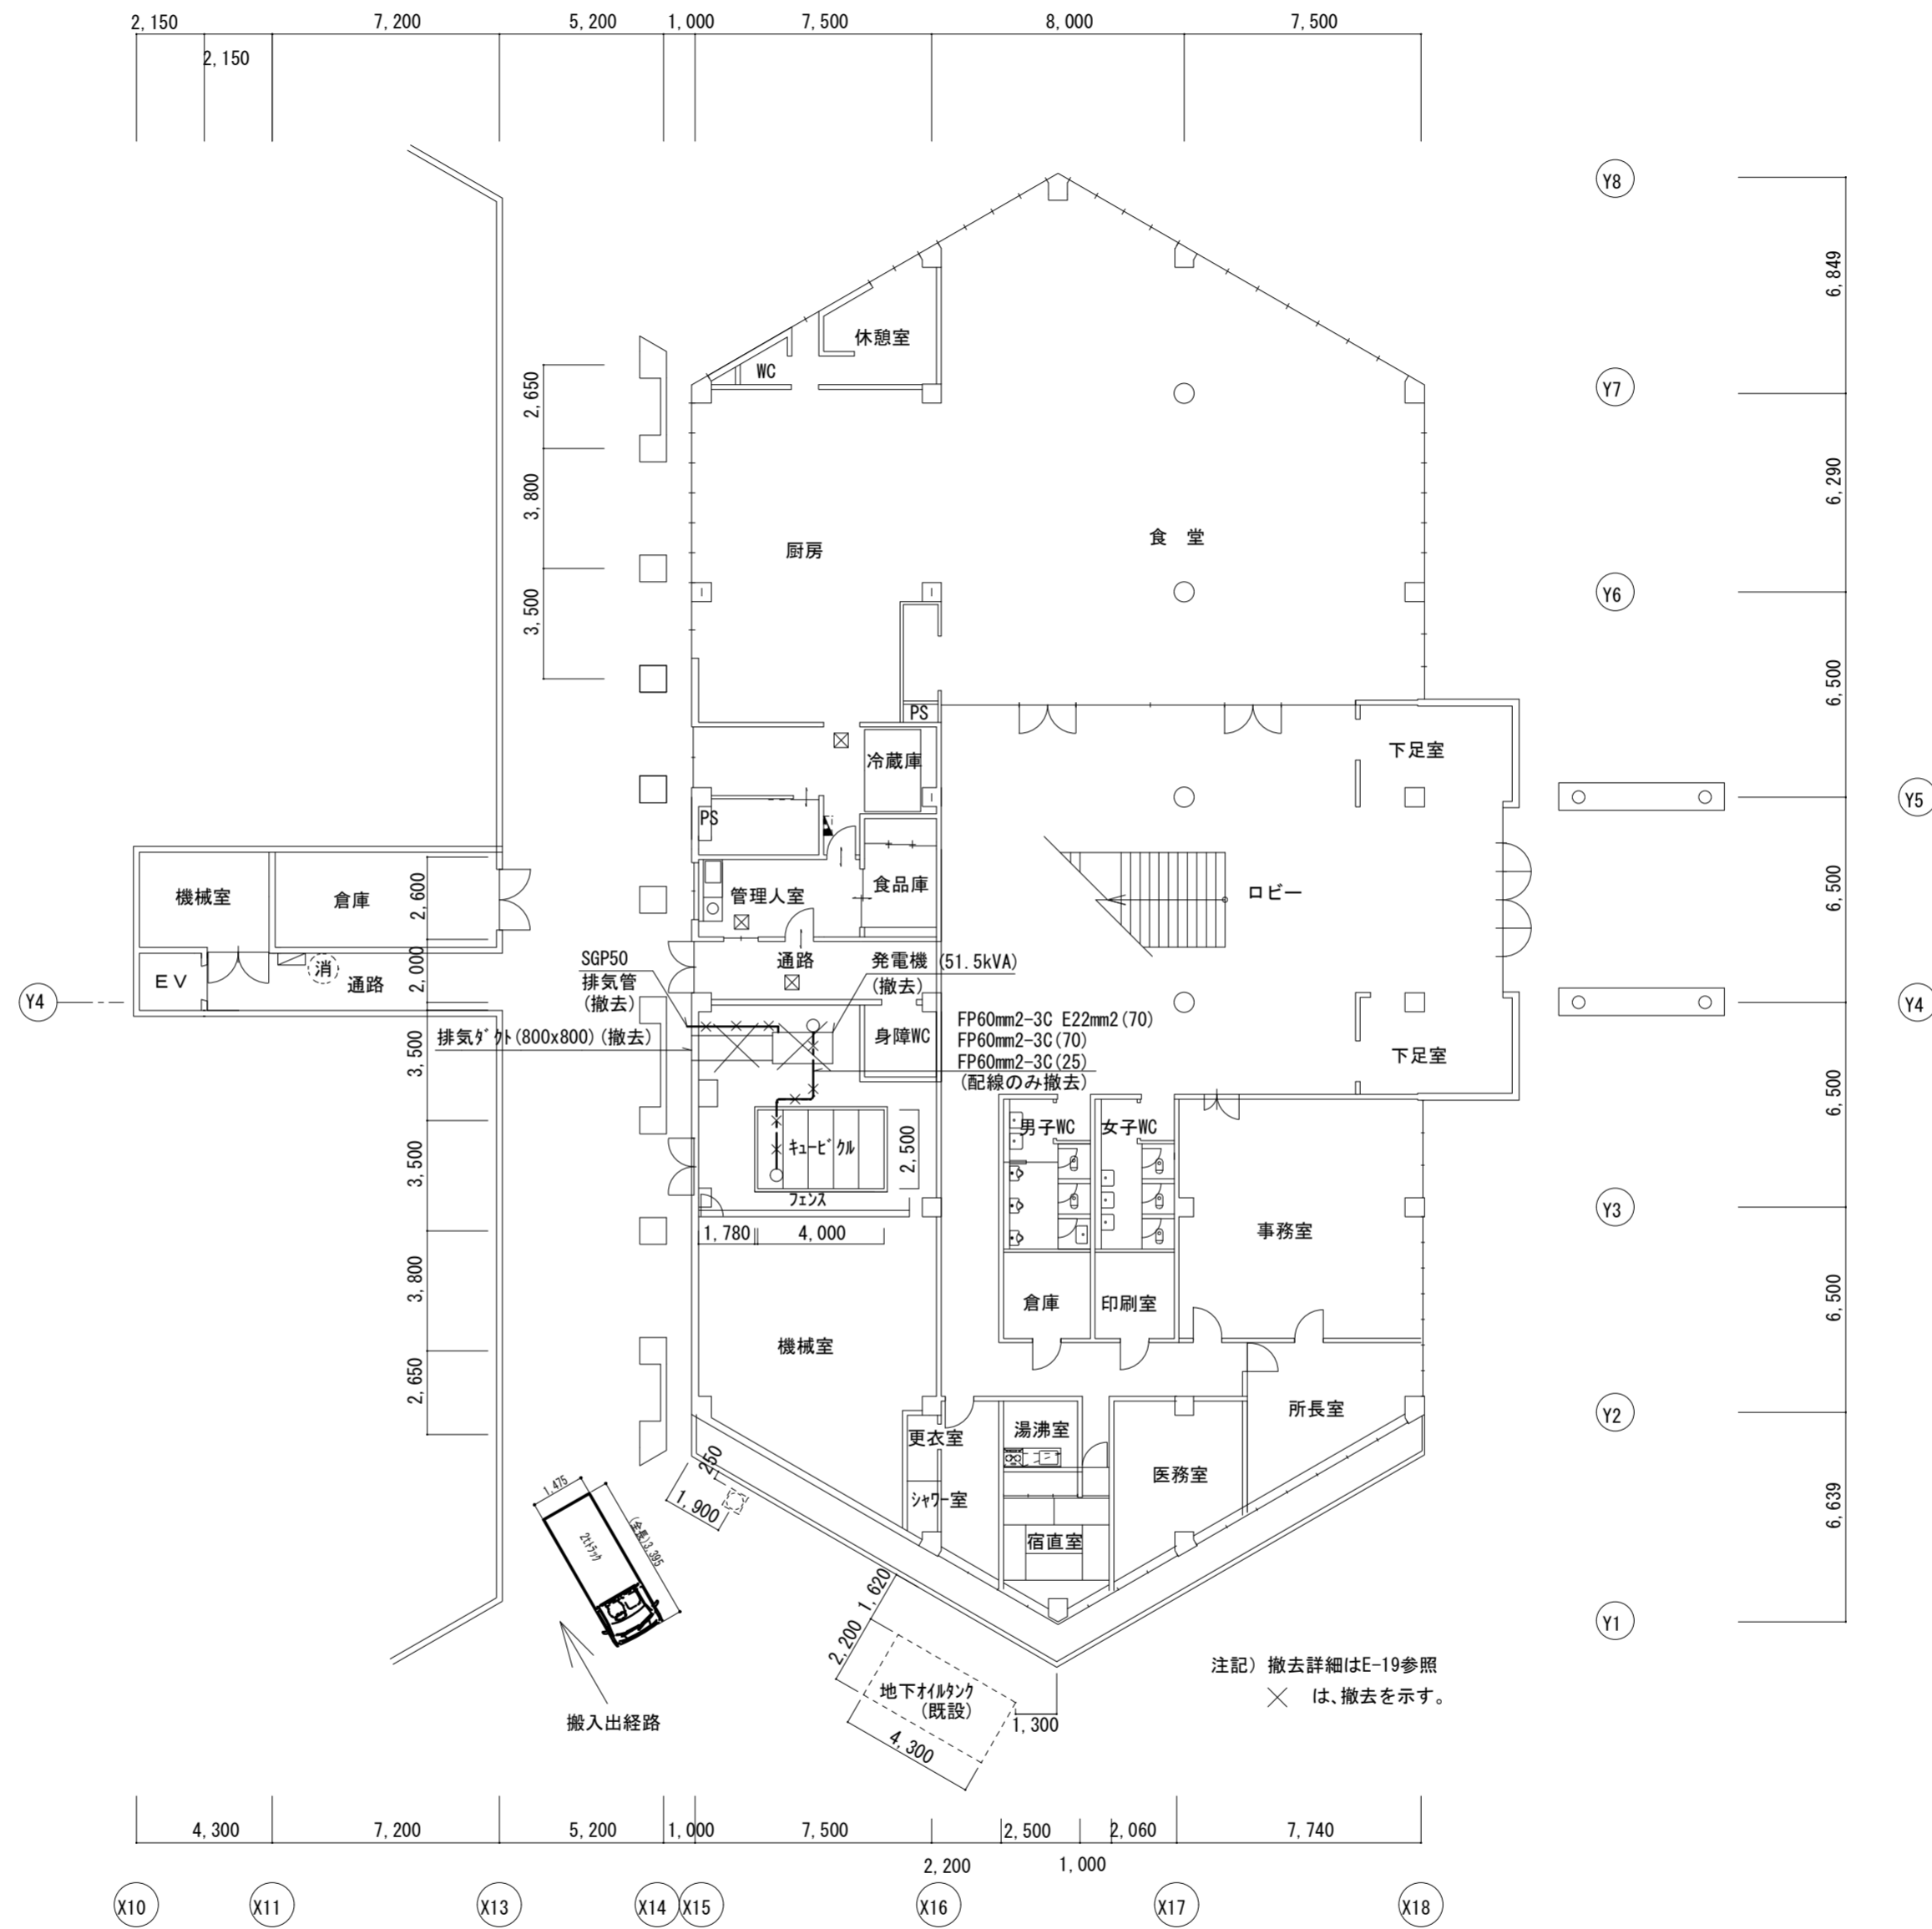 2,150
7,200
5,200
1,000
7,500
8,000
7,500
2,150
Y8
6,849
休憩室
WC
2,650
Y7
3,800
6,290
厨房
食 堂
3,500
Y6
6,500
PS
冷蔵庫
下足室
Y5
PS
機械室
倉庫
2,600
管理人室
食品庫
ロビー
6,500
SGP50
排気管
(撤去)
通路
発電機 (51.5kVA)
(撤去)
EV
消
通路
2,000
Y4
Y4
排気ダクト(800x800)(撤去)
3,500
身障WC
FP60mm2-3C E22mm2(70)
FP60mm2-3C(70)
FP60mm2-3C(25)
(配線のみ撤去)
下足室
6,500
男子WC
女子WC
3,500
キュービクル
2,500
フェンス
Y3
1,780
4,000
事務室
3,800
倉庫
印刷室
6,500
機械室
2,650
所長室
Y2
更衣室
湯沸室
250
1,900
医務室
シャワー室
1,475
2tトラック
(全長)3,395
宿直室
6,639
1,620
2,200
Y1
地下オイルタンク
(既設)
1,300
4,300
搬入出経路
注記) 撤去詳細はE-19参照
× は、撤去を示す。
4,300
7,200
5,200
1,000
7,500
2,500
2,060
7,740
2,200
1,000
X10
X11
X13
X14
X15
X16
X17
X18